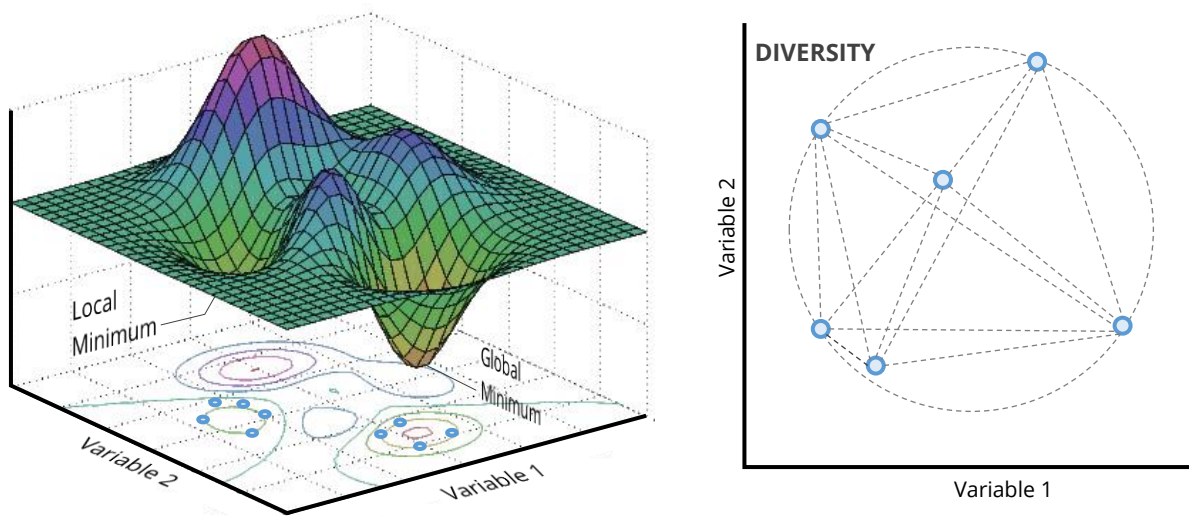 Local
Minimum
Global
Minimum
Variable 2
Variable 1
DIVERSITY
Variable 2
Variable 1